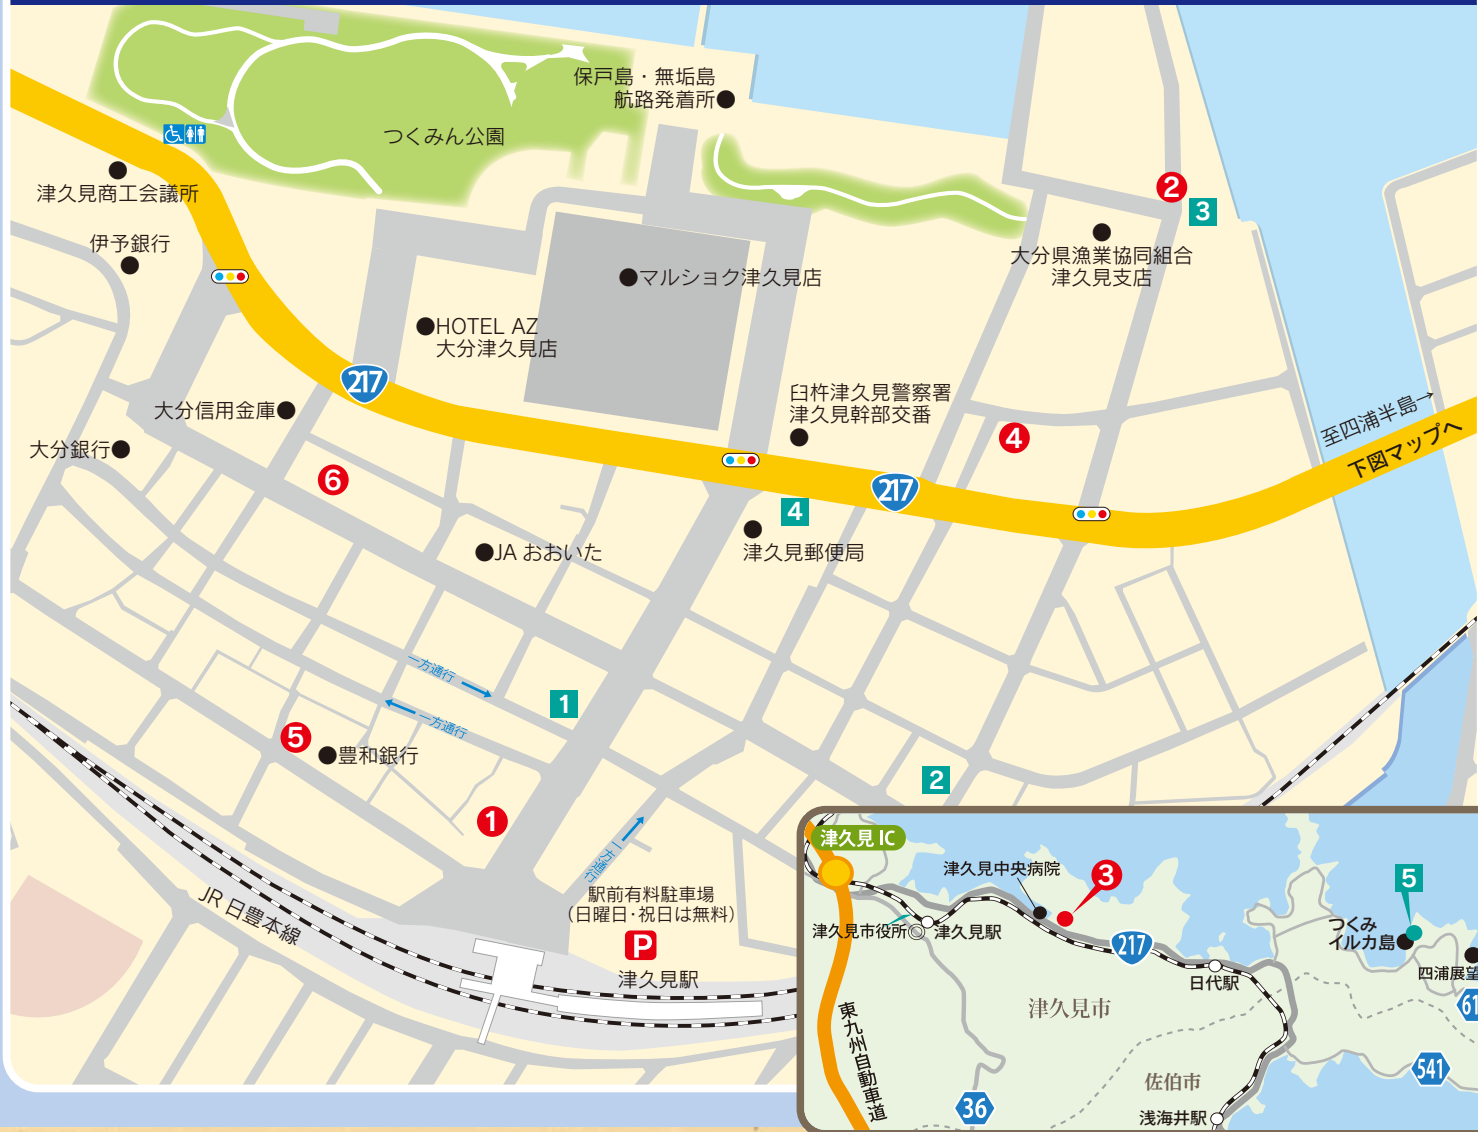 保戸島・無垢島
航路発着所
つくみん公園
津久見商工会議所
伊予銀行
2
3
大分県漁業協同組合
津久見支店
マルショク津久見店
HOTEL AZ
大分津久見店
217
臼杵津久見警察署
津久見幹部交番
大分信用金庫
大分銀行
至四浦半島→
下図マップへ
4
6
217
4
津久見郵便局
JA おおいた
一方通行
一方通行
1
5
豊和銀行
2
1
一方通行
駅前有料駐車場
(日曜日・祝日は無料)
P
津久見駅
JR 日豊本線
津久見 IC
津久見中央病院
3
5
津久見市役所
津久見駅
217
つくみ
イルカ島
四浦展望
日代駅
61
津久見市
東九州自動車道
佐伯市
541
36
浅海井駅